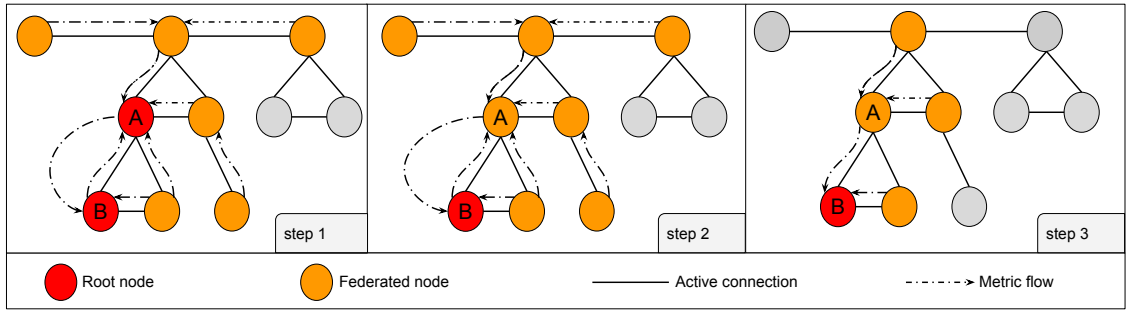 A
B
step 1
A
B
step 2
A
B
step 3
Root node
Federated node
Active connection
Metric flow